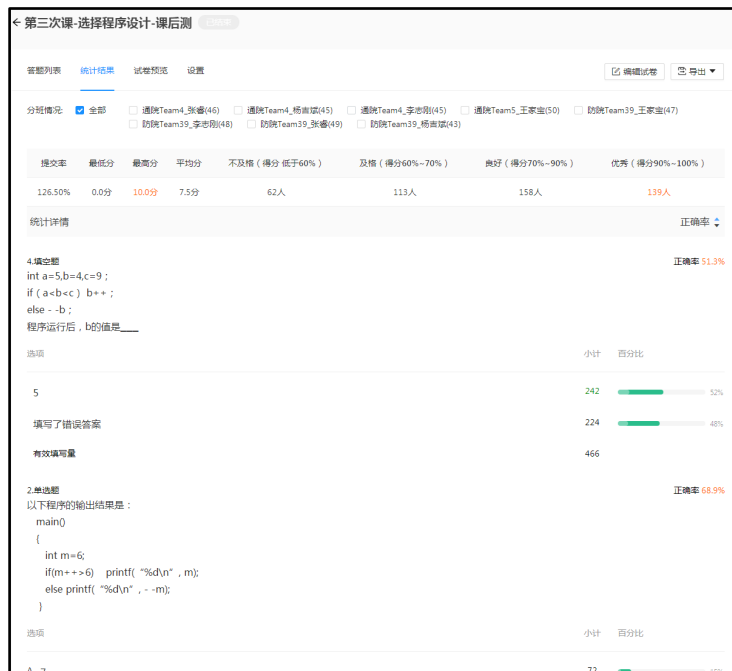 ← 第三次课-选择程序设计-课后测 已结束
答题列表 统计结果 试卷预览 设置 编辑试卷 导出 ▼
分班情况: 全部 通院Team4_张睿(46) 通院Team4_杨吉斌(45) 通院Team4_李志刚(45) 通院Team5_王家宝(50) 防院Team39_王家宝(47)
防院Team39_李志刚(48) 防院Team39_张睿(49) 防院Team39_杨吉斌(43)
提交率 最低分 最高分 平均分 不及格(得分 低于60%) 及格(得分60%~70%) 良好(得分70%~90%) 优秀(得分90%~100%)
126.50% 0.0分 10.0分 7.5分 62人 113人 158人 139人
统计详情 正确率
4.填空题 正确率 51.3%
int a=5,b=4,c=9;
if(a<b<c) b++;
else - -b;
程序运行后,b的值是___
选项 小计 百分比
5 242 52%
填写了错误答案 224 48%
有效填写量 466
2.单选题 正确率 68.9%
以下程序的输出结果是:
main()
{
int m=6;
if(m++>6) printf( “%d\n” , m);
else printf( “%d\n” , - -m);
}
选项 小计 百分比